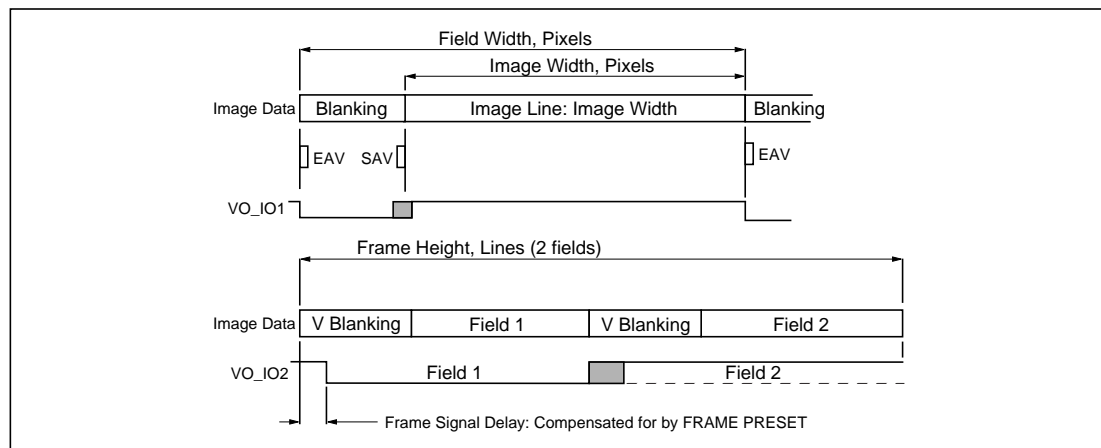 Field Width, Pixels
Image Width, Pixels
Image Data Blanking Image Line: Image Width Blanking
EAV SAV EAV
VO_IO1
Frame Height, Lines (2 fields)
Image Data V Blanking Field 1 V Blanking Field 2
VO_IO2 Field 1 Field 2
Frame Signal Delay: Compensated for by FRAME PRESET